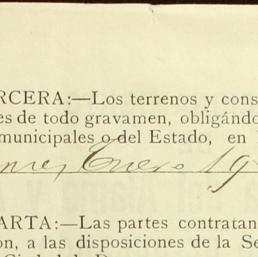 RCERA:—Los terrenos y cons
es de todo gravamen, obligándo
municipales o del Estado, en
Enero 19
ARTA:—Las partes contratan
on, a las disposiciones de la Se